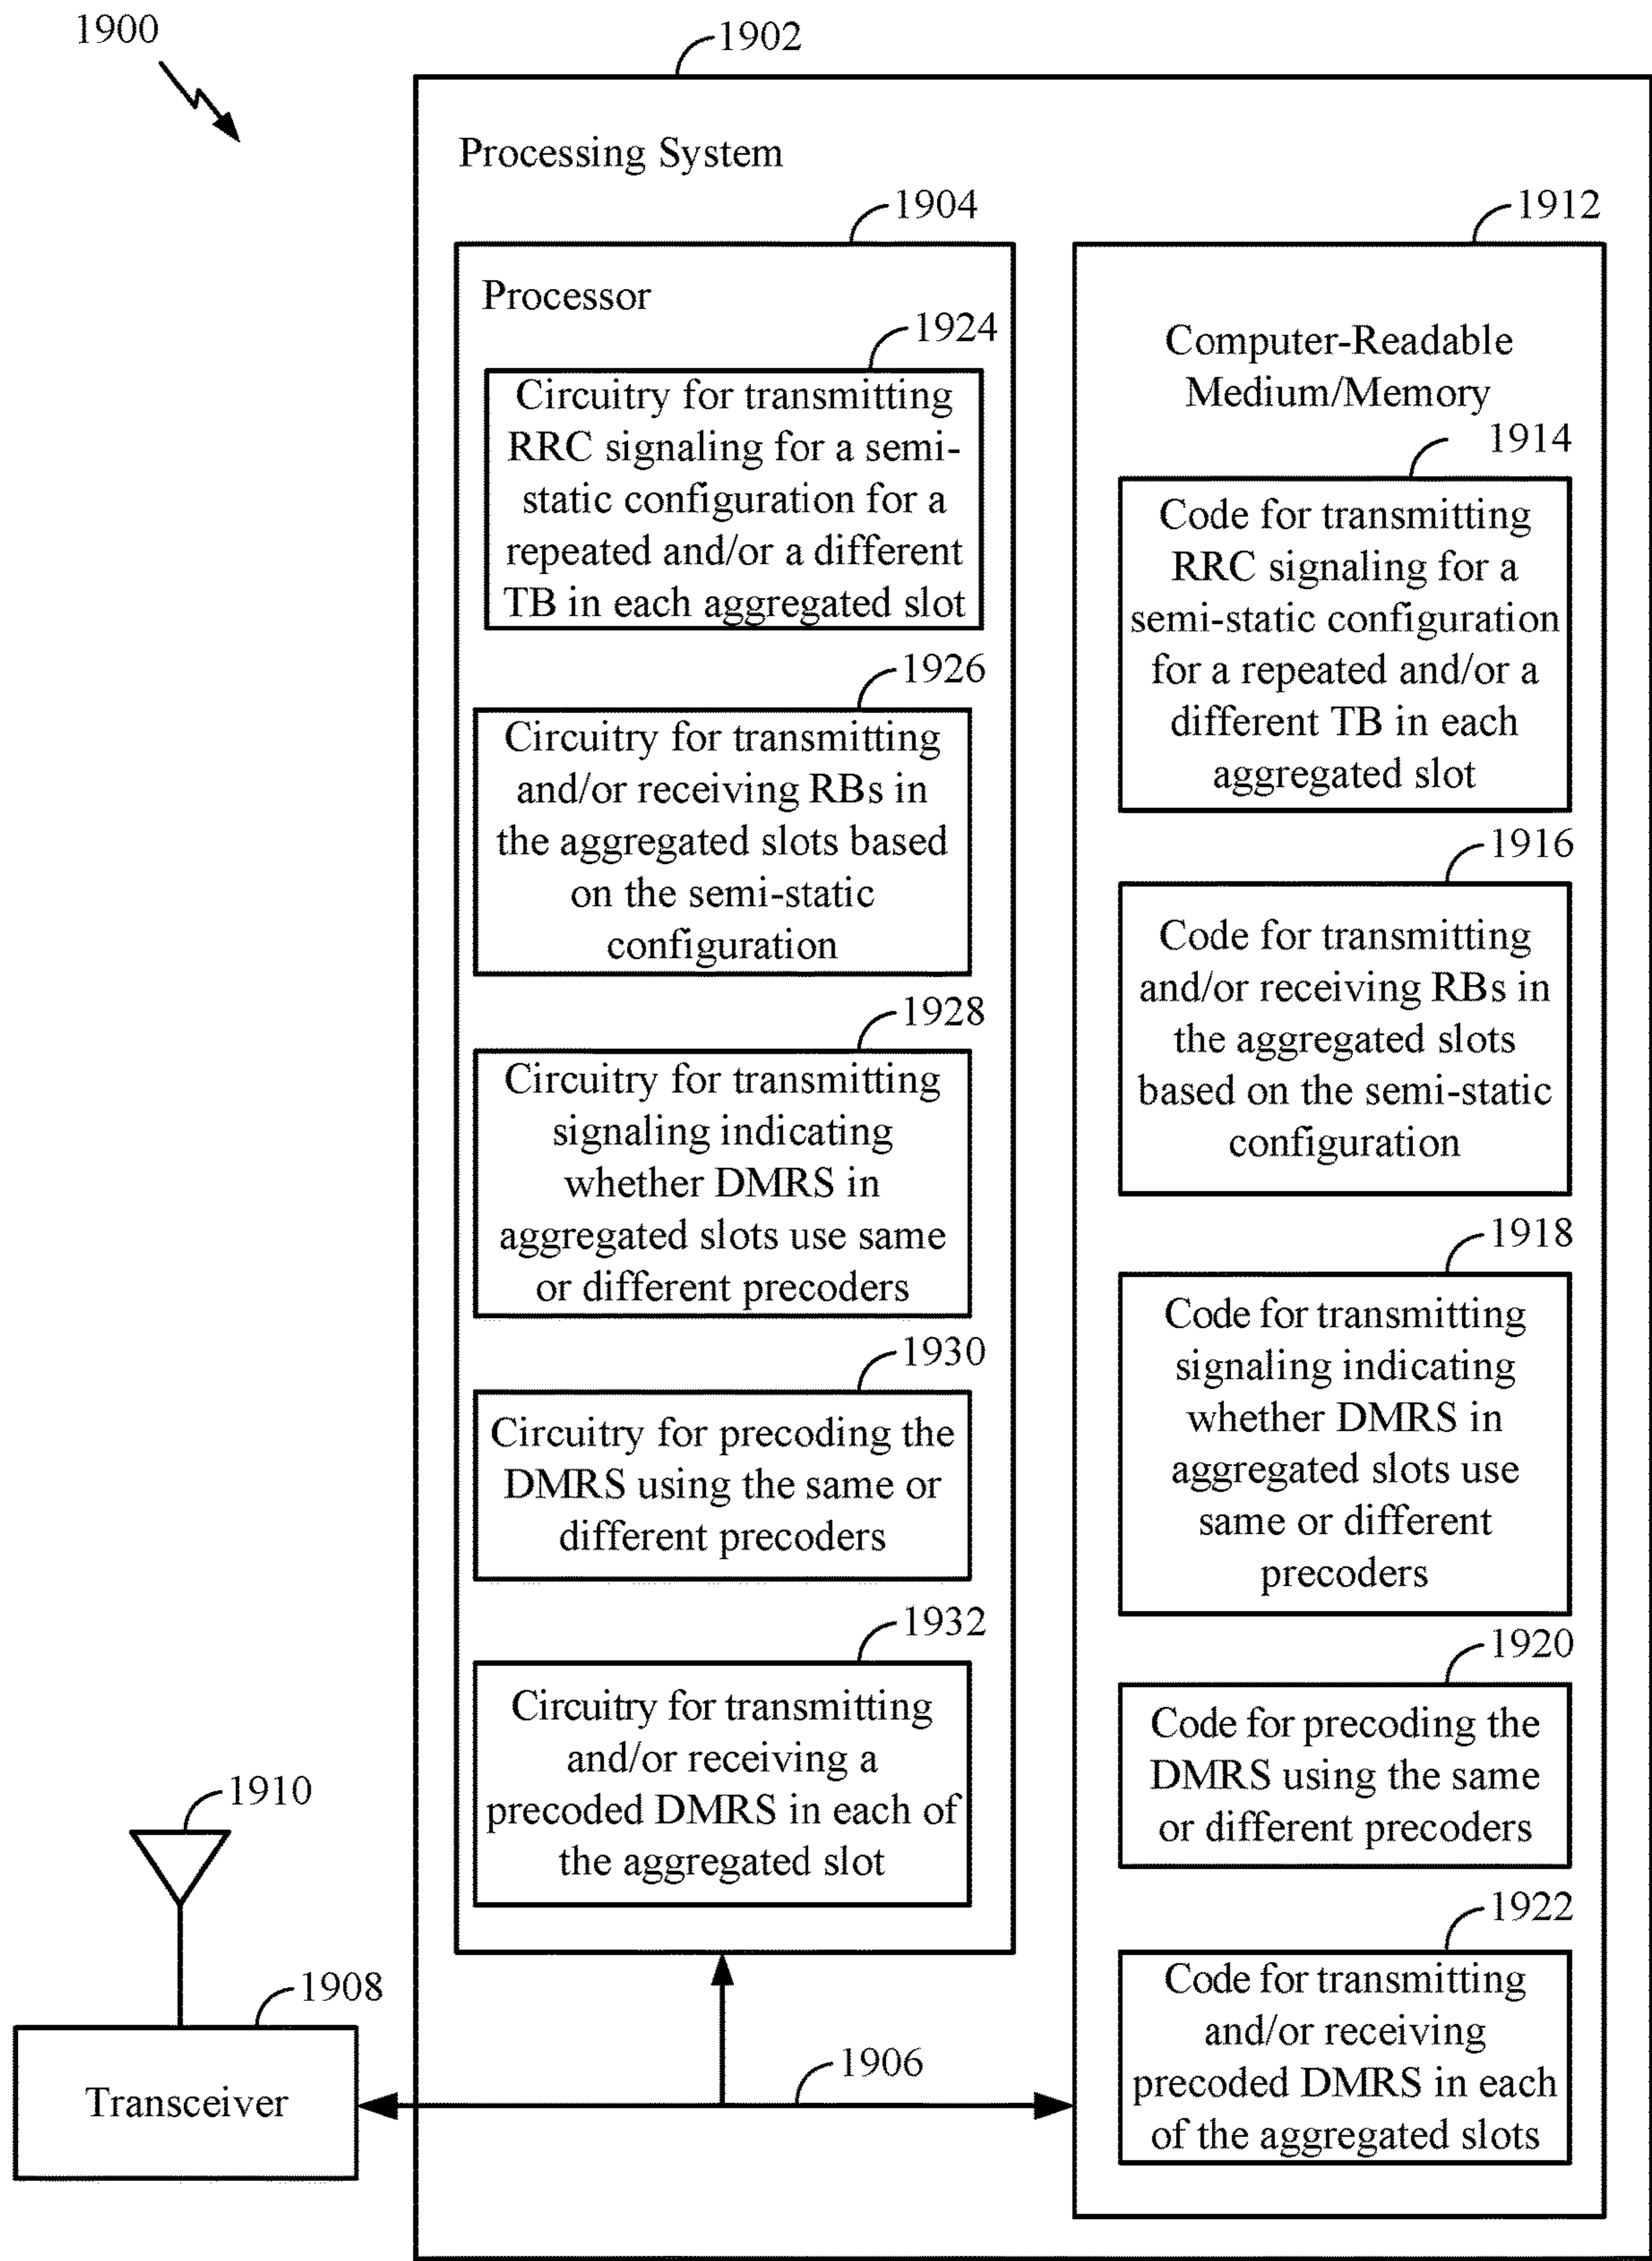 1900
1902
Processing System
1904
Processor
1924
Circuitry for transmitting
RRC signaling for a semi-
static configuration for a
repeated and/or a different
TB in each aggregated slot
1926
Circuitry for transmitting
and/or receiving RBs in
the aggregated slots based
on the semi-static
configuration
1928
Circuitry for transmitting
signaling indicating
whether DMRS in
aggregated slots use same
or different precoders
1930
Circuitry for precoding the
DMRS using the same or
different precoders
1932
Circuitry for transmitting
and/or receiving a
precoded DMRS in each of
the aggregated slot
1912
Computer-Readable
Medium/Memory
1914
Code for transmitting
RRC signaling for a
semi-static configuration
for a repeated and/or a
different TB in each
aggregated slot
1916
Code for transmitting
and/or receiving RBs in
the aggregated slots
based on the semi-static
configuration
1918
Code for transmitting
signaling indicating
whether DMRS in
aggregated slots use
same or different
precoders
1920
Code for precoding the
DMRS using the same
or different precoders
1922
Code for transmitting
and/or receiving
precoded DMRS in each
of the aggregated slots
1910
1908
Transceiver
1906